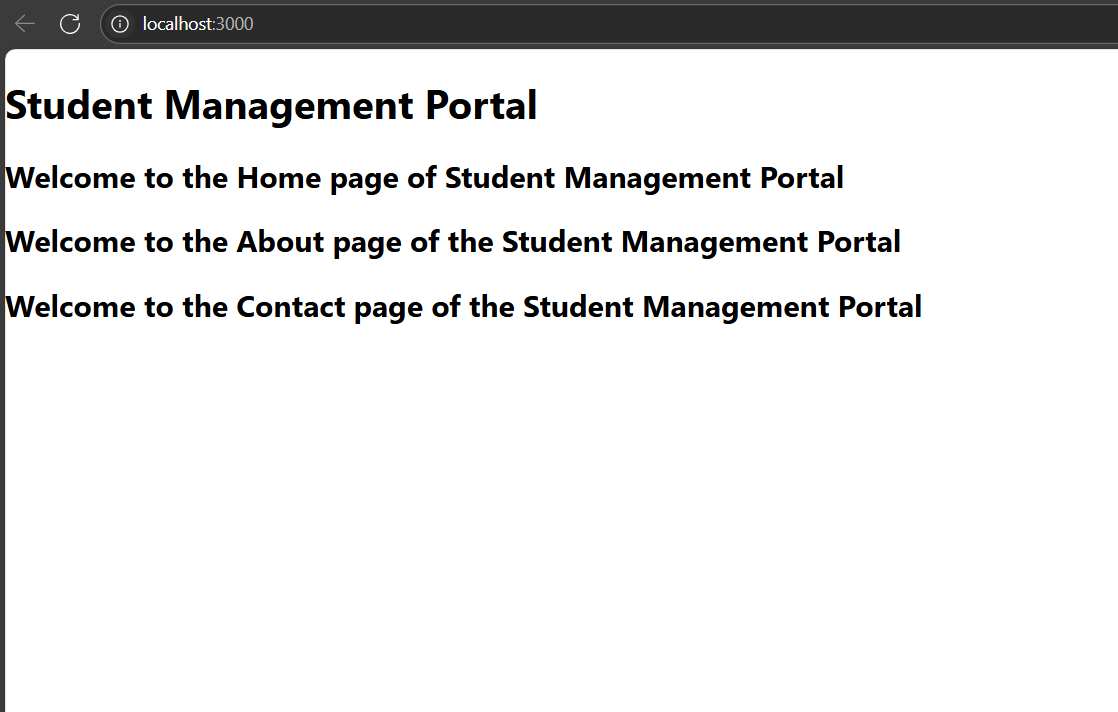 localhost:3000
Student Management Portal
Welcome to the Home page of Student Management Portal
Welcome to the About page of the Student Management Portal
Welcome to the Contact page of the Student Management Portal